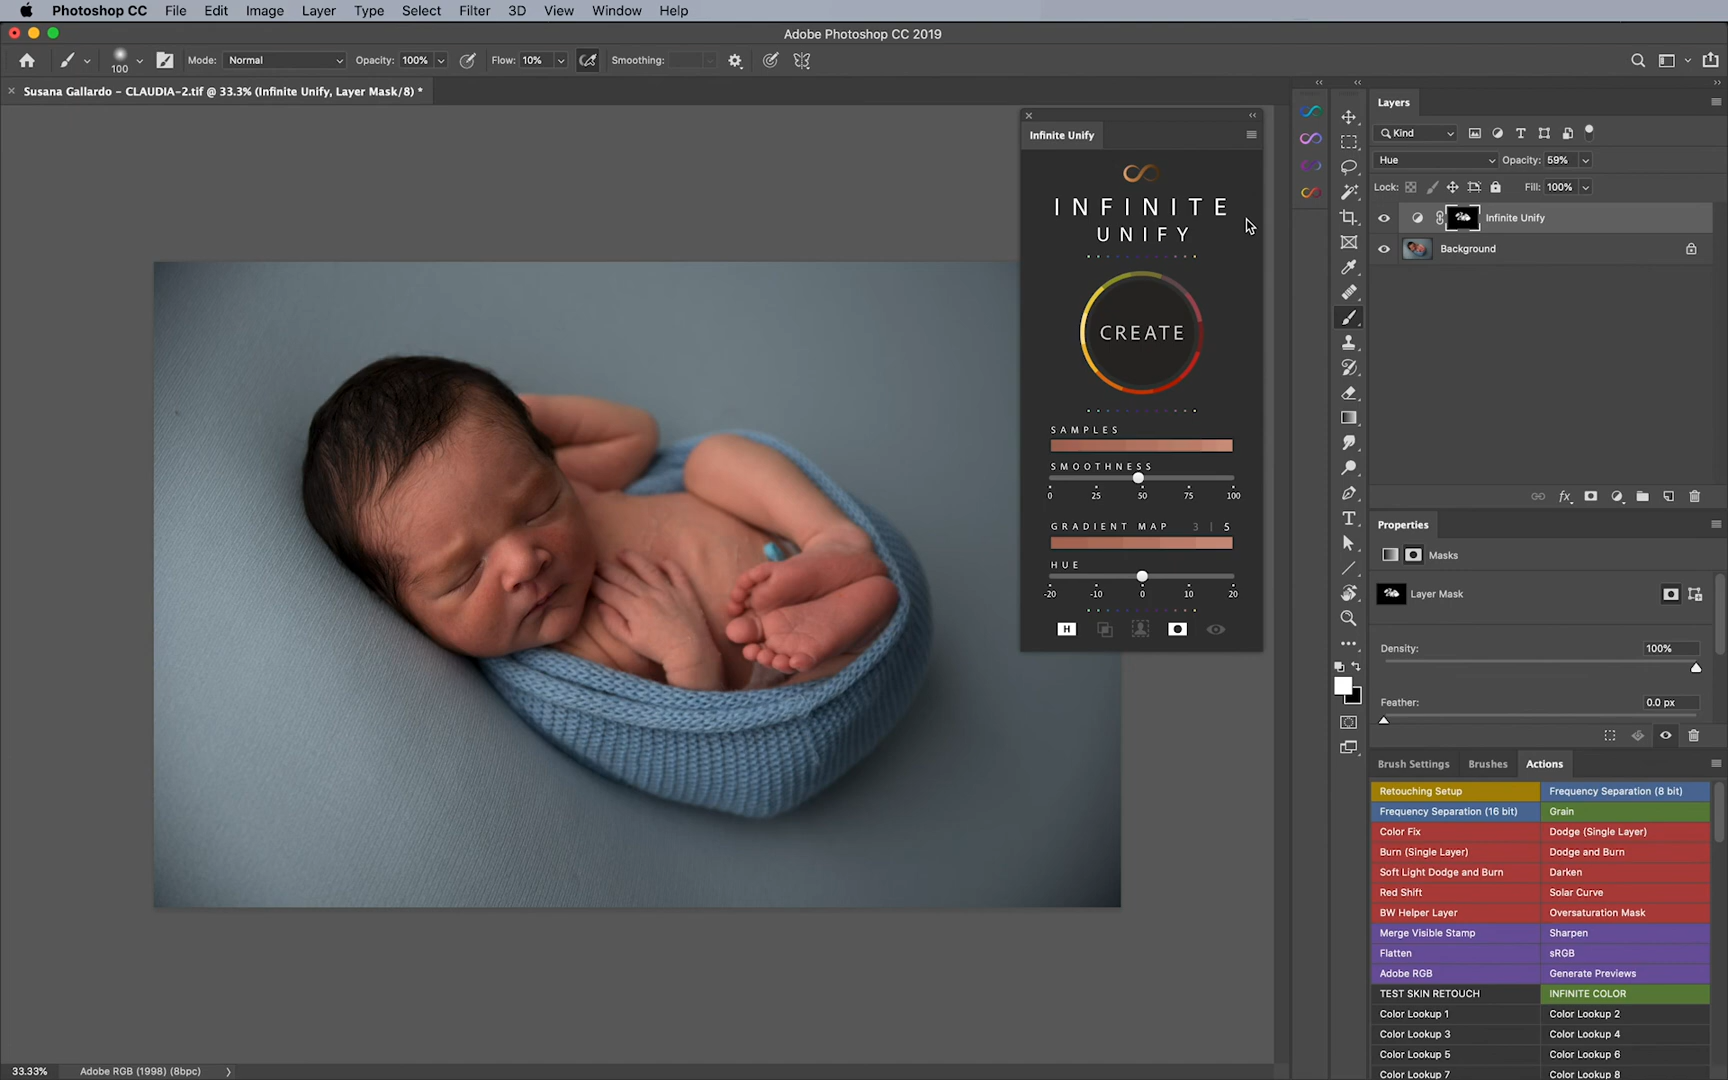 Photoshop CC File Edit Image Layer Type Select Filter 3D View Window Help
Adobe Photoshop CC 2019
100 Mode: Normal Opacity: 100% Flow: 10% Smoothing:
Susana Gallardo – CLAUDIA-2.tif @ 33.3% (Infinite Unify, Layer Mask/8) *
Infinite Unify
INFINITE
UNIFY
CREATE
SAMPLES
SMOOTHNESS
0 25 50 75 100
GRADIENT MAP 3 | 5
HUE
-20 -10 0 10 20
H
Layers
Kind T
Hue Opacity: 59%
Lock: Fill: 100%
Infinite Unify
Background
fx
Properties
Masks
Layer Mask
Density: 100%
Feather: 0.0 px
Brush Settings Brushes Actions
Retouching Setup Frequency Separation (8 bit)
Frequency Separation (16 bit) Grain
Color Fix Dodge (Single Layer)
Burn (Single Layer) Dodge and Burn
Soft Light Dodge and Burn Darken
Red Shift Solar Curve
BW Helper Layer Oversaturation Mask
Merge Visible Stamp Sharpen
Flatten sRGB
Adobe RGB Generate Previews
TEST SKIN RETOUCH INFINITE COLOR
Color Lookup 1 Color Lookup 2
Color Lookup 3 Color Lookup 4
Color Lookup 5 Color Lookup 6
Color Lookup 7 Color Lookup 8
33.33% Adobe RGB (1998) (8bpc)